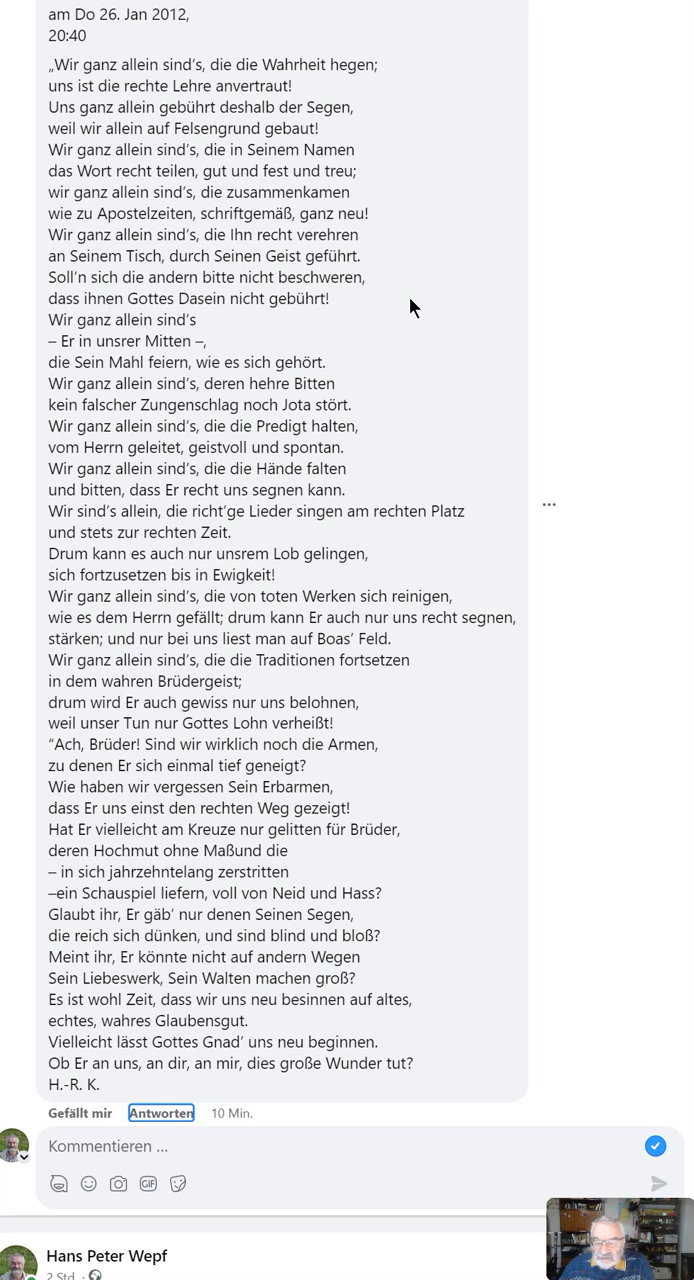 am Do 26. Jan 2012,
20:40
„Wir ganz allein sind’s, die die Wahrheit hegen;
uns ist die rechte Lehre anvertraut!
Uns ganz allein gebührt deshalb der Segen,
weil wir allein auf Felsengrund gebaut!
Wir ganz allein sind’s, die in Seinem Namen
das Wort recht teilen, gut und fest und treu;
wir ganz allein sind’s, die zusammenkamen
wie zu Apostelzeiten, schriftgemäß, ganz neu!
Wir ganz allein sind’s, die Ihn recht verehren
an Seinem Tisch, durch Seinen Geist geführt.
Soll’n sich die andern bitte nicht beschweren,
dass ihnen Gottes Dasein nicht gebührt!
Wir ganz allein sind’s
– Er in unsrer Mitten –,
die Sein Mahl feiern, wie es sich gehört.
Wir ganz allein sind’s, deren hehre Bitten
kein falscher Zungenschlag noch Jota stört.
Wir ganz allein sind’s, die die Predigt halten,
vom Herrn geleitet, geistvoll und spontan.
Wir ganz allein sind’s, die die Hände falten
und bitten, dass Er recht uns segnen kann.
Wir sind’s allein, die richt’ge Lieder singen am rechten Platz
und stets zur rechten Zeit.
Drum kann es auch nur unsrem Lob gelingen,
sich fortzusetzen bis in Ewigkeit!
Wir ganz allein sind’s, die von toten Werken sich reinigen,
wie es dem Herrn gefällt; drum kann Er auch nur uns recht segnen,
stärken; und nur bei uns liest man auf Boas’ Feld.
Wir ganz allein sind’s, die die Traditionen fortsetzen
in dem wahren Brüdergeist;
drum wird Er auch gewiss nur uns belohnen,
weil unser Tun nur Gottes Lohn verheißt!
“Ach, Brüder! Sind wir wirklich noch die Armen,
zu denen Er sich einmal tief geneigt?
Wie haben wir vergessen Sein Erbarmen,
dass Er uns einst den rechten Weg gezeigt!
Hat Er vielleicht am Kreuze nur gelitten für Brüder,
deren Hochmut ohne Maßund die
– in sich jahrzehntelang zerstritten
–ein Schauspiel liefern, voll von Neid und Hass?
Glaubt ihr, Er gäb’ nur denen Seinen Segen,
die reich sich dünken, und sind blind und bloß?
Meint ihr, Er könnte nicht auf andern Wegen
Sein Liebeswerk, Sein Walten machen groß?
Es ist wohl Zeit, dass wir uns neu besinnen auf altes,
echtes, wahres Glaubensgut.
Vielleicht lässt Gottes Gnad’ uns neu beginnen.
Ob Er an uns, an dir, an mir, dies große Wunder tut?
H.-R. K.
Gefällt mir Antworten 10 Min.
Kommentieren ...
GIF
Hans Peter Wepf
2 Std. ·